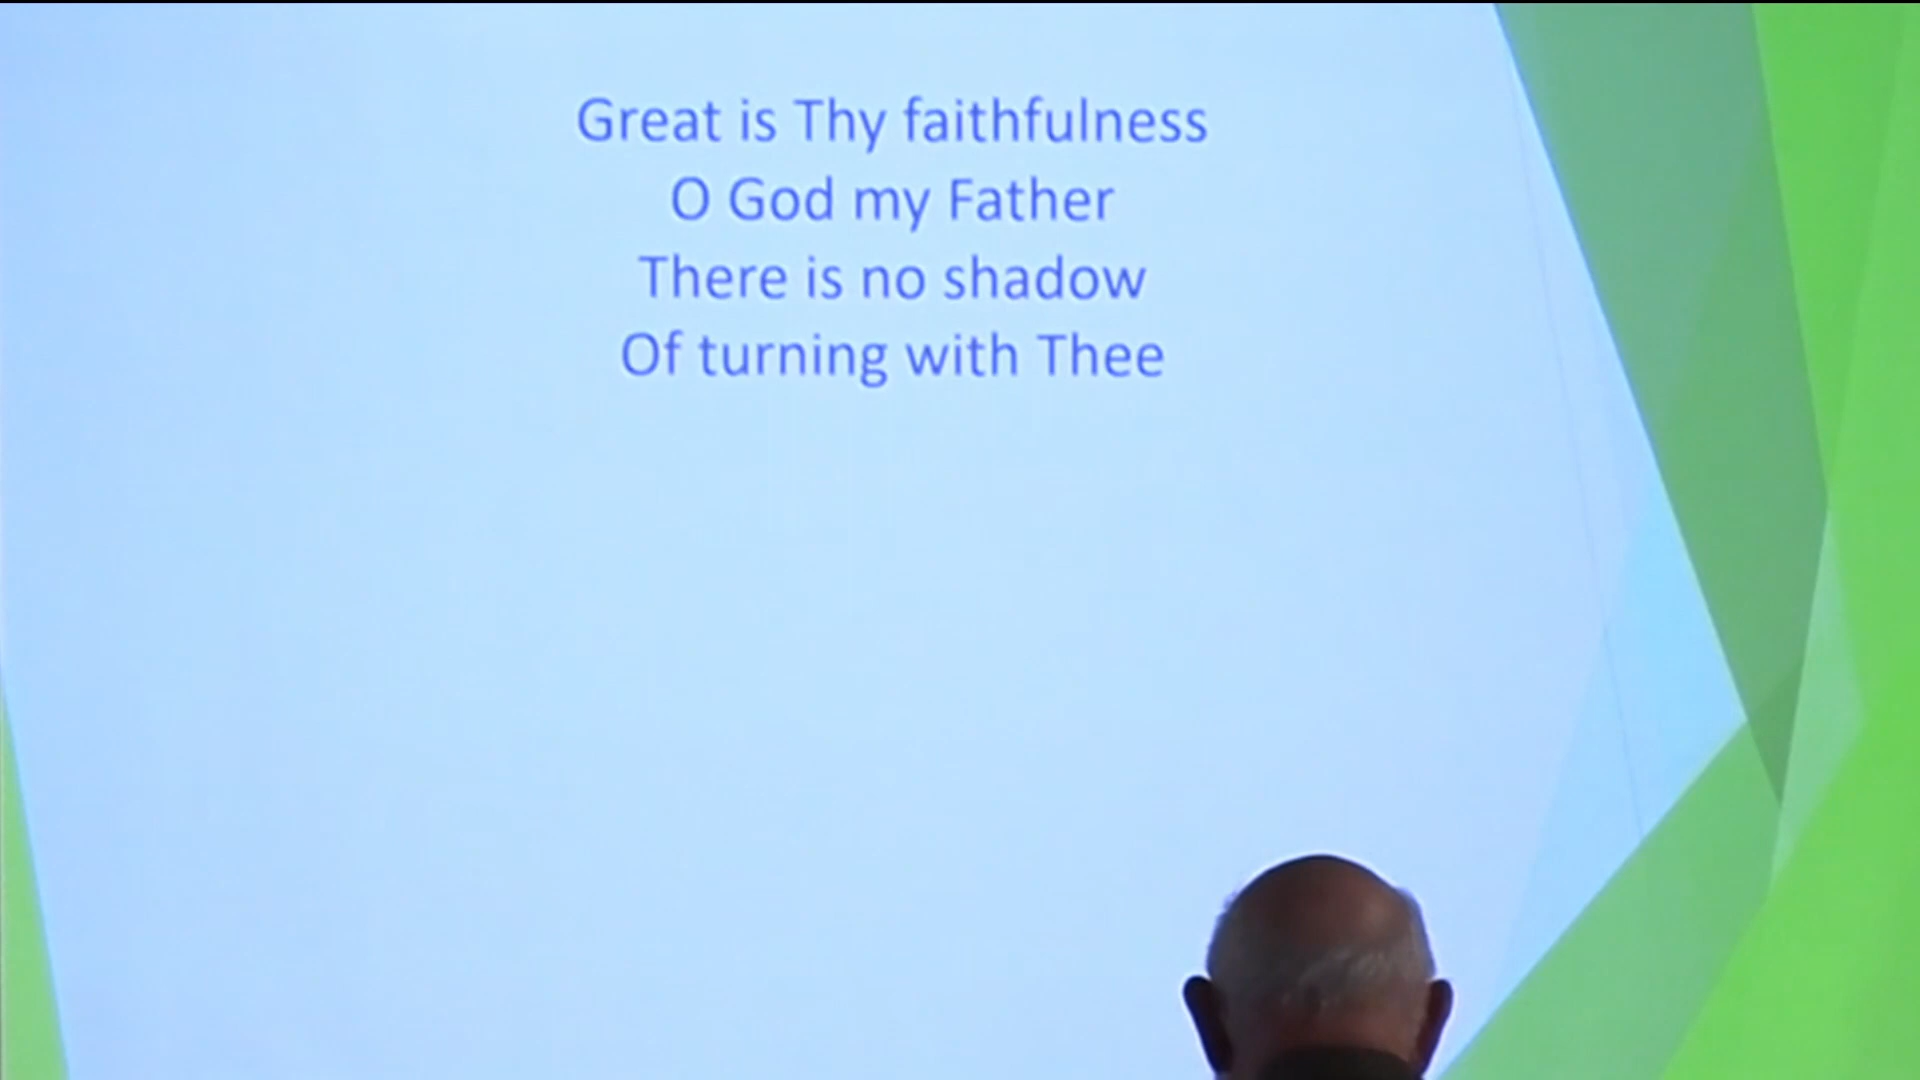 Great is Thy faithfulness
O God my Father
There is no shadow
Of turning with Thee